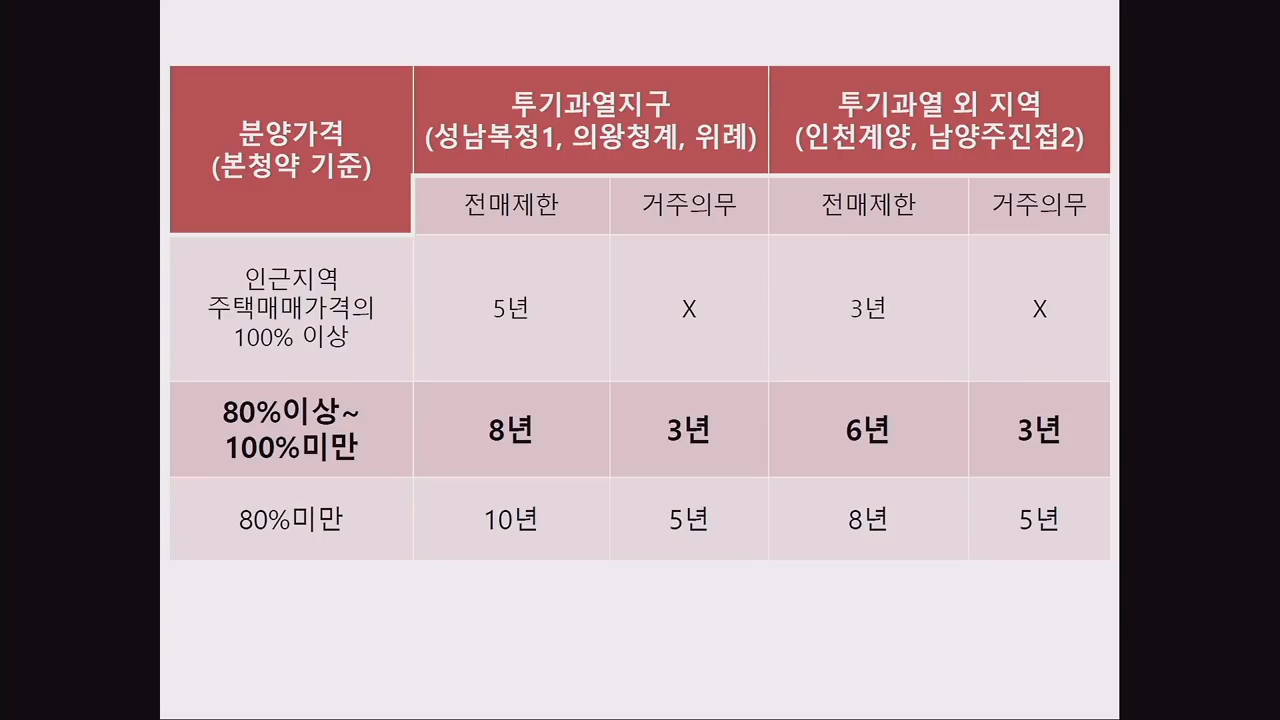 분양가격
(본청약 기준)
투기과열지구
(성남복정1, 의왕청계, 위례)
투기과열 외 지역
(인천계양, 남양주진접2)
전매제한
거주의무
전매제한
거주의무
인근지역
주택매매가격의
100% 이상
5년
X
3년
X
80%이상~
100%미만
8년
3년
6년
3년
80%미만
10년
5년
8년
5년